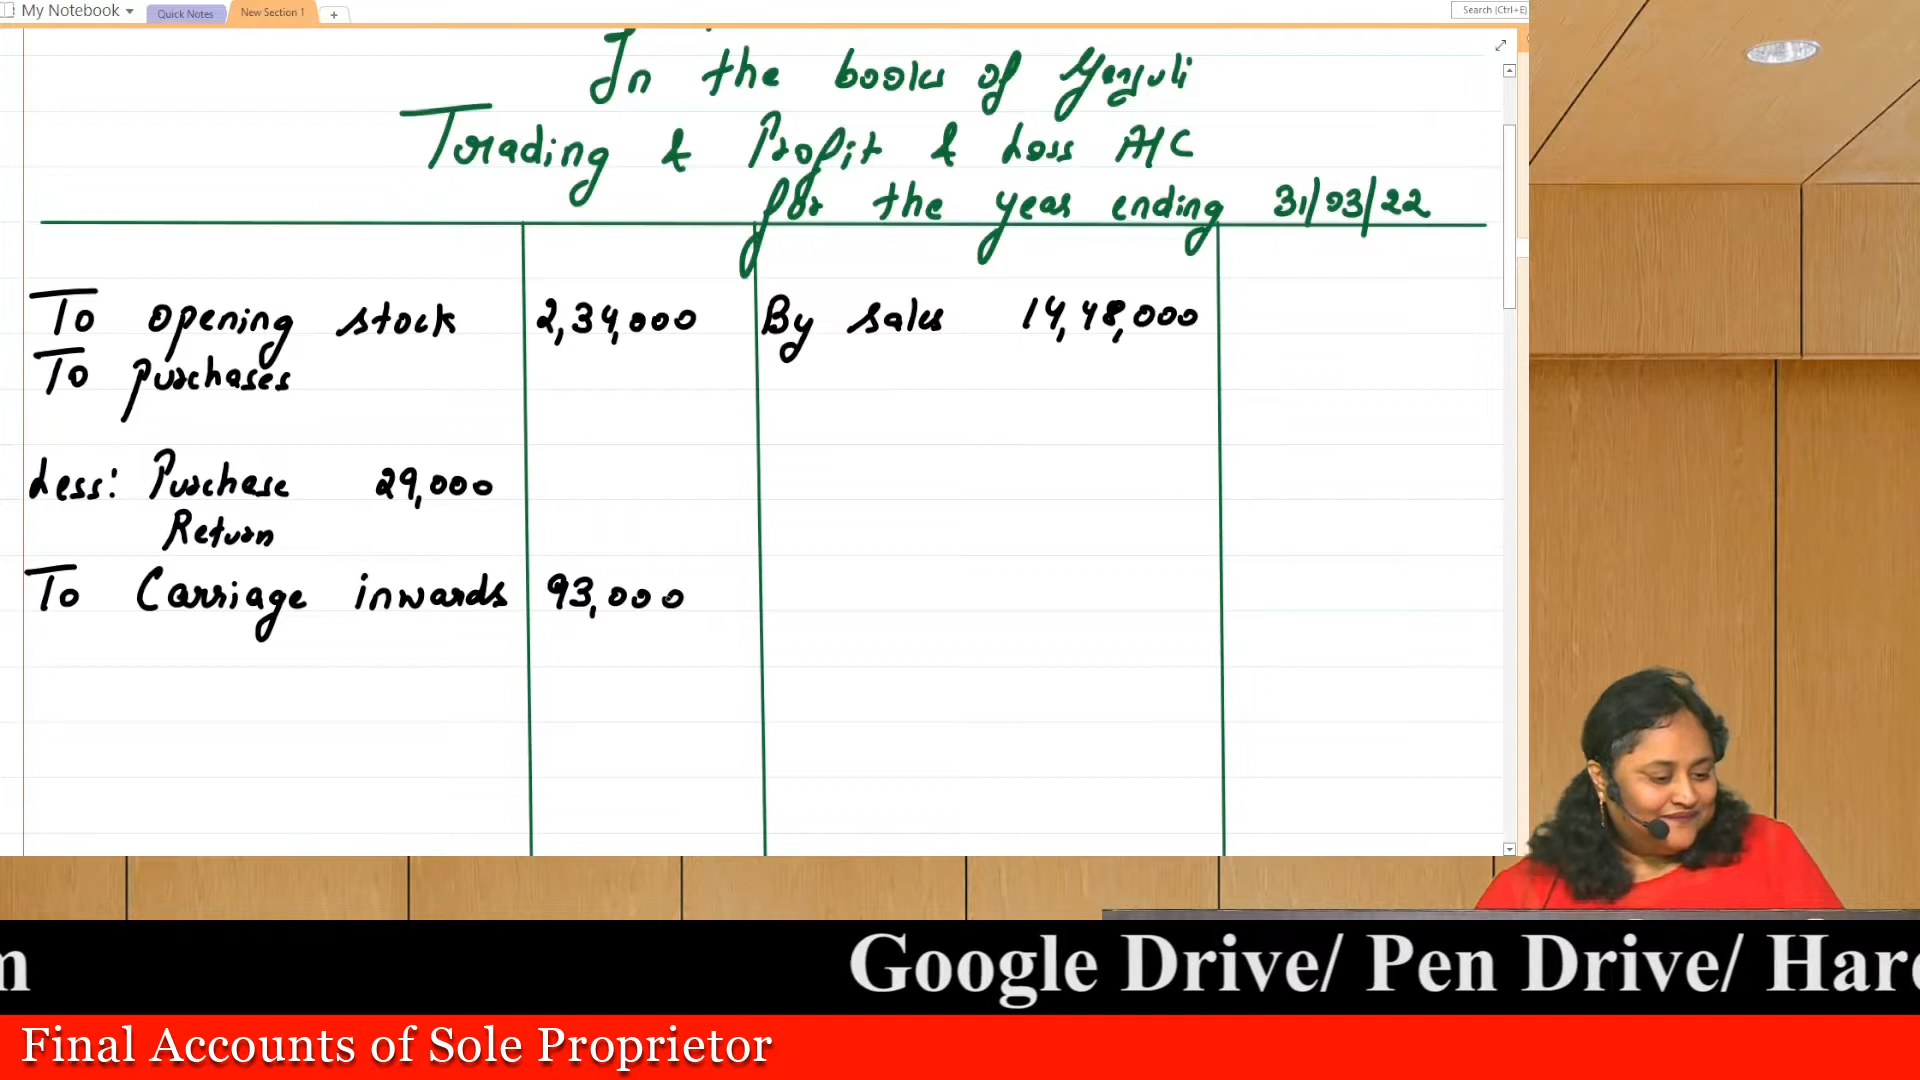 My Notebook
Quick Notes
New Section 1
+
Search (Ctrl+E)
In the books of
Trading & Profit & Loss A/C
for the year ending 31/03/22
To opening stock 2,34,000 By sales 14,48,000
To purchases
Less: Purchase 29,000
Return
To Carriage inwards 93,000
m Google Drive/ Pen Drive/ Hard
Final Accounts of Sole Proprietor